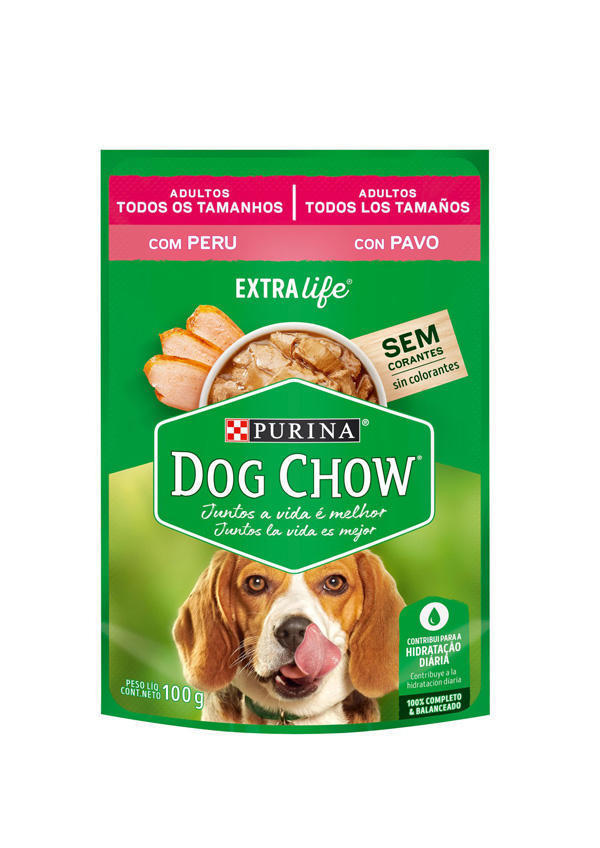 ADULTOS
TODOS OS TAMANHOS
ADULTOS
TODOS LOS TAMAÑOS
COM PERU
CON PAVO
EXTRA life®
SEM
CORANTES
sin colorantes
PURINA®
DOG CHOW®
Juntos a vida é melhor
Juntos la vida es mejor
CONTRIBUI PARA A
HIDRATAÇÃO
DIÁRIA
Contribuye a la
hidratacion diaria
100% COMPLETO
& BALANCEADO
PESO LÍQ.
CONT.NETO 100g